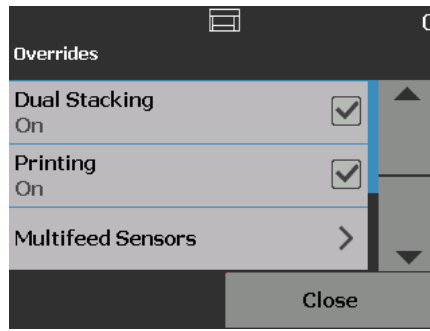 Overrides
Dual Stacking
On
Printing
On
Multifeed Sensors
Close